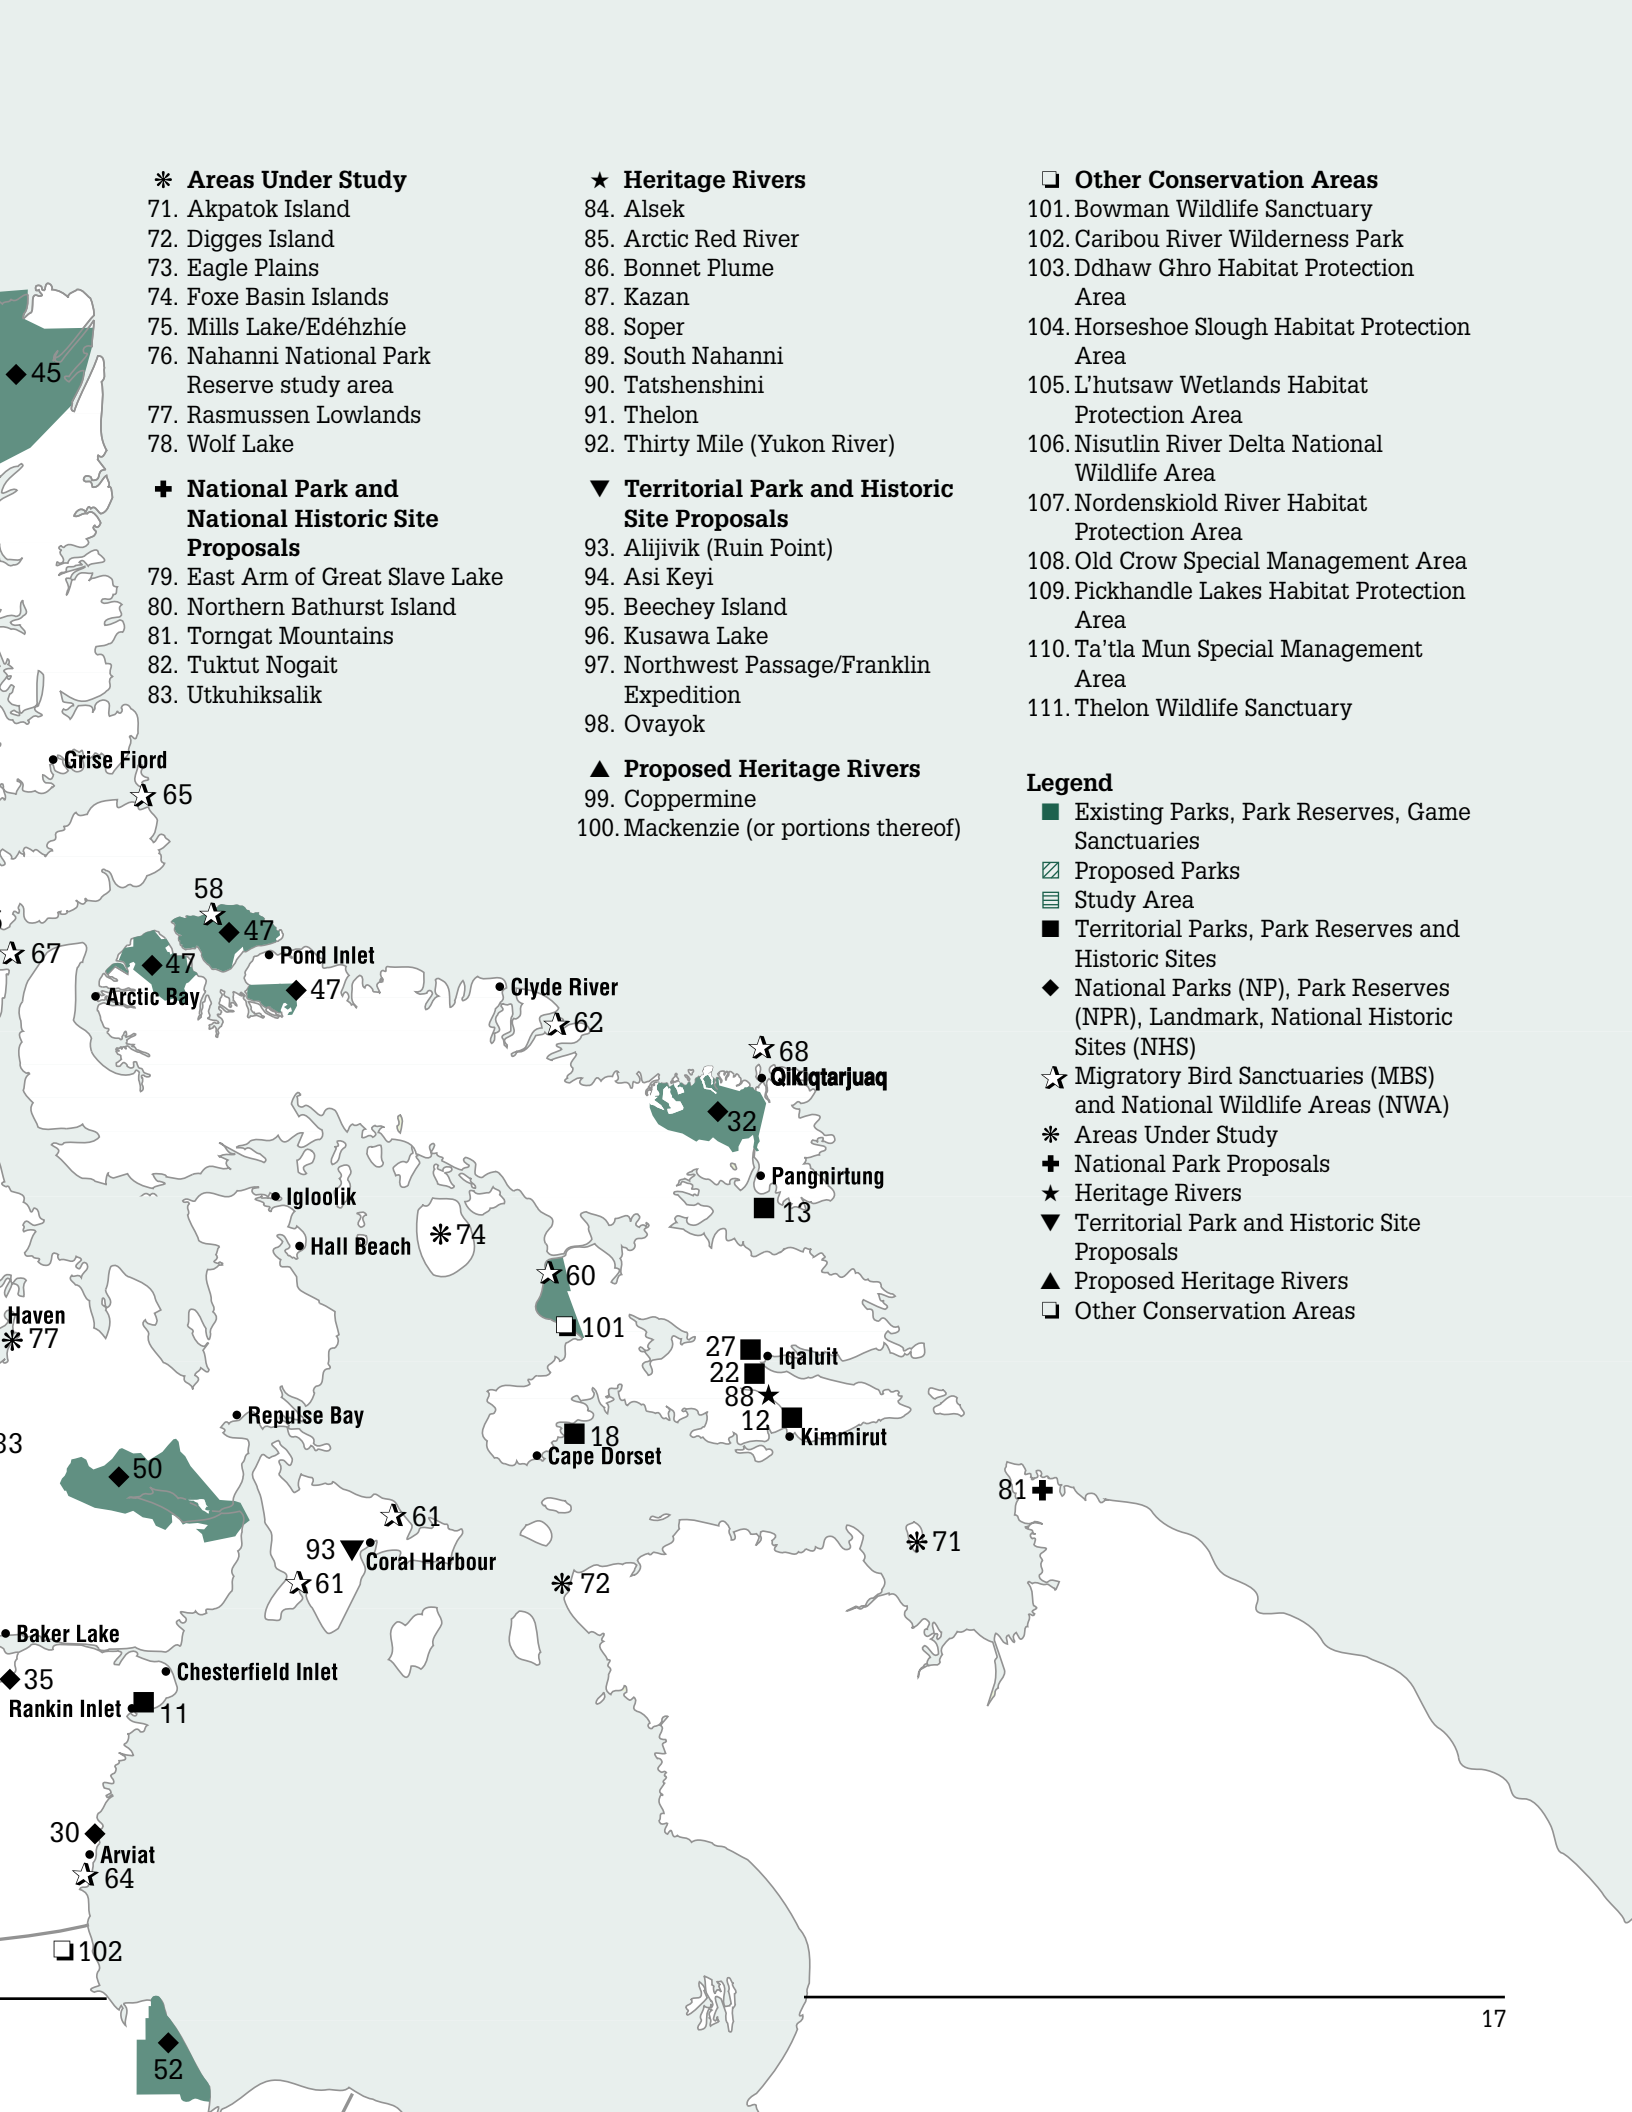 ❋ Areas Under Study
71. Akpatok Island
72. Digges Island
73. Eagle Plains
74. Foxe Basin Islands
75. Mills Lake/Edéhzhíe
76. Nahanni National Park
Reserve study area
77. Rasmussen Lowlands
78. Wolf Lake
✚ National Park and
National Historic Site
Proposals
79. East Arm of Great Slave Lake
80. Northern Bathurst Island
81. Torngat Mountains
82. Tuktut Nogait
83. Utkuhiksalik
★ Heritage Rivers
84. Alsek
85. Arctic Red River
86. Bonnet Plume
87. Kazan
88. Soper
89. South Nahanni
90. Tatshenshini
91. Thelon
92. Thirty Mile (Yukon River)
▼ Territorial Park and Historic
Site Proposals
93. Alijivik (Ruin Point)
94. Asi Keyi
95. Beechey Island
96. Kusawa Lake
97. Northwest Passage/Franklin
Expedition
98. Ovayok
▲ Proposed Heritage Rivers
99. Coppermine
100. Mackenzie (or portions thereof)
❏ Other Conservation Areas
101. Bowman Wildlife Sanctuary
102. Caribou River Wilderness Park
103. Ddhaw Ghro Habitat Protection
Area
104. Horseshoe Slough Habitat Protection
Area
105. L'hutsaw Wetlands Habitat
Protection Area
106. Nisutlin River Delta National
Wildlife Area
107. Nordenskiold River Habitat
Protection Area
108. Old Crow Special Management Area
109. Pickhandle Lakes Habitat Protection
Area
110. Ta'tla Mun Special Management
Area
111. Thelon Wildlife Sanctuary
Legend
Existing Parks, Park Reserves, Game
Sanctuaries
Proposed Parks
Study Area
Territorial Parks, Park Reserves and
Historic Sites
National Parks (NP), Park Reserves
(NPR), Landmark, National Historic
Sites (NHS)
Migratory Bird Sanctuaries (MBS)
and National Wildlife Areas (NWA)
Areas Under Study
National Park Proposals
Heritage Rivers
Territorial Park and Historic Site
Proposals
Proposed Heritage Rivers
Other Conservation Areas
45
Grise Fiord
65
58
47
67
47
Pond Inlet
47
Arctic Bay
Clyde River
62
68
Qikiqtarjuaq
32
Pangnirtung
13
Igloolik
74
Hall Beach
60
Haven
77
101
27
Iqaluit
22
88
12
Kimmirut
Repulse Bay
18
Cape Dorset
33
50
81
61
93
Coral Harbour
71
61
72
Baker Lake
35
Chesterfield Inlet
Rankin Inlet
11
30
Arviat
64
102
52
17